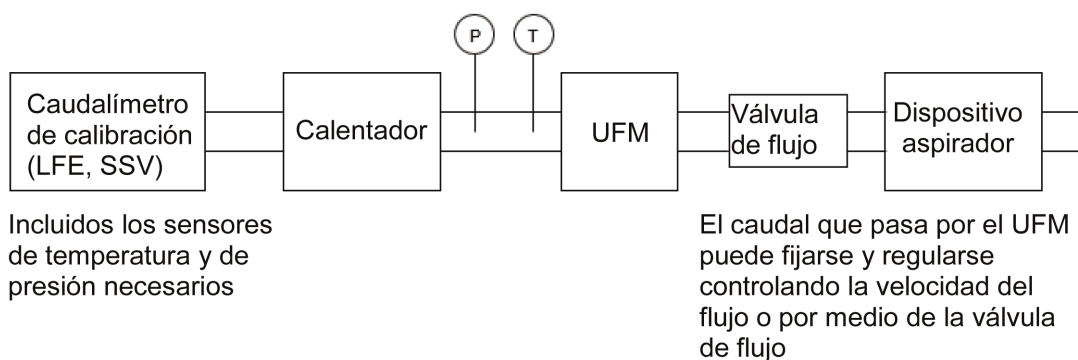 P
T
Caudalímetro
de calibración
(LFE, SSV)
Calentador
UFM
Válvula
de flujo
Dispositivo
aspirador
Incluidos los sensores
de temperatura y de
presión necesarios
El caudal que pasa por el UFM
puede fijarse y regularse
controlando la velocidad del
flujo o por medio de la válvula
de flujo